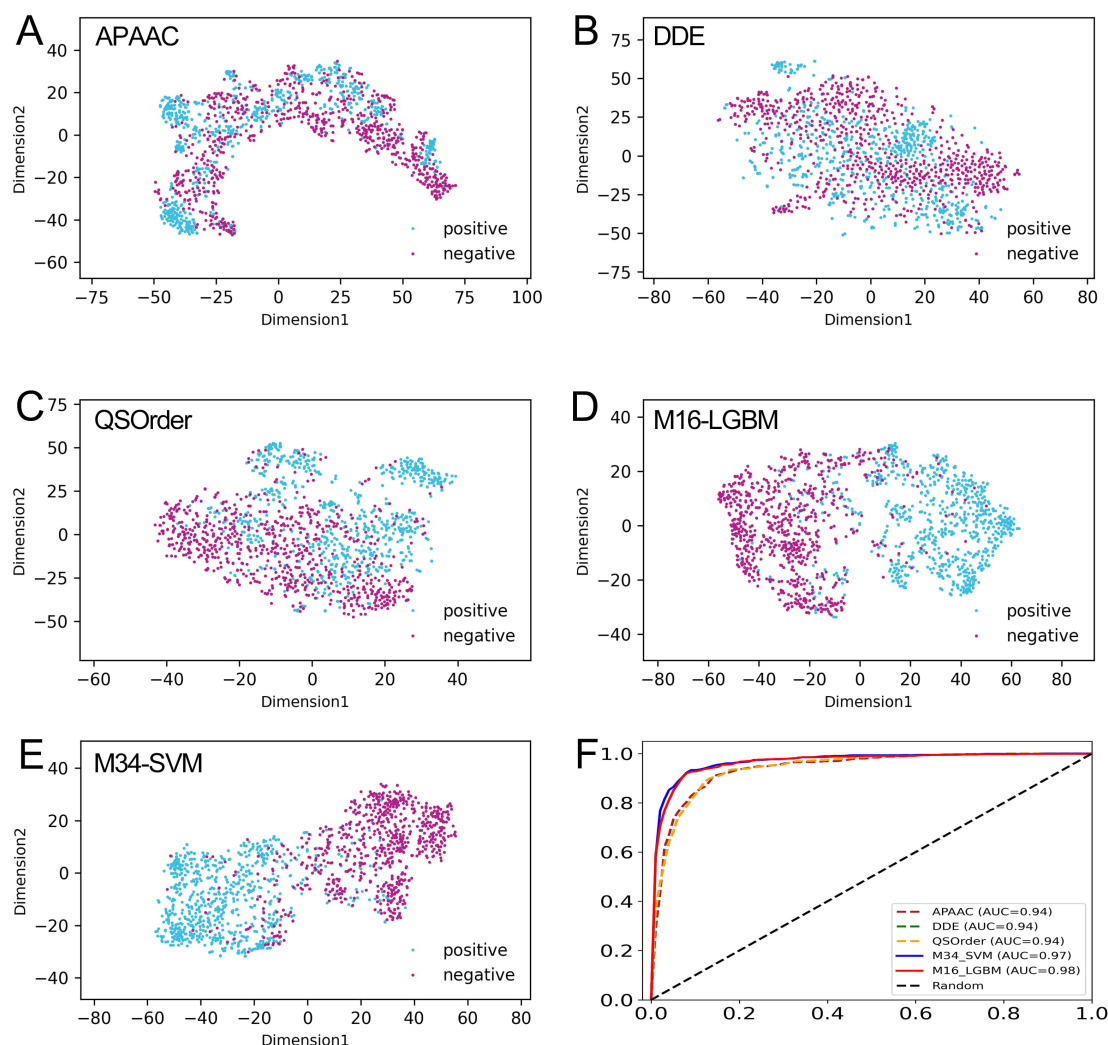 A
APAAC
40
20
0
−20
−40
−60
Dimension2
−75
−50
−25
0
25
50
75
100
Dimension1
positive
negative
B
DDE
75
50
25
0
−25
−50
−75
Dimension2
−80
−60
−40
−20
0
20
40
60
80
Dimension1
positive
negative
C
QSOrder
75
50
25
0
−25
−50
Dimension2
−60
−40
−20
0
20
40
Dimension1
positive
negative
D
M16-LGBM
40
20
0
−20
−40
Dimension2
−80
−60
−40
−20
0
20
40
60
80
Dimension1
positive
negative
E
M34-SVM
40
20
0
−20
−40
Dimension2
−80
−60
−40
−20
0
20
40
60
80
Dimension1
positive
negative
F
1.0
0.8
0.6
0.4
0.2
0.0
0.0
0.2
0.4
0.6
0.8
1.0
APAAC (AUC=0.94)
DDE (AUC=0.94)
QSOrder (AUC=0.94)
M34_SVM (AUC=0.97)
M16_LGBM (AUC=0.98)
Random